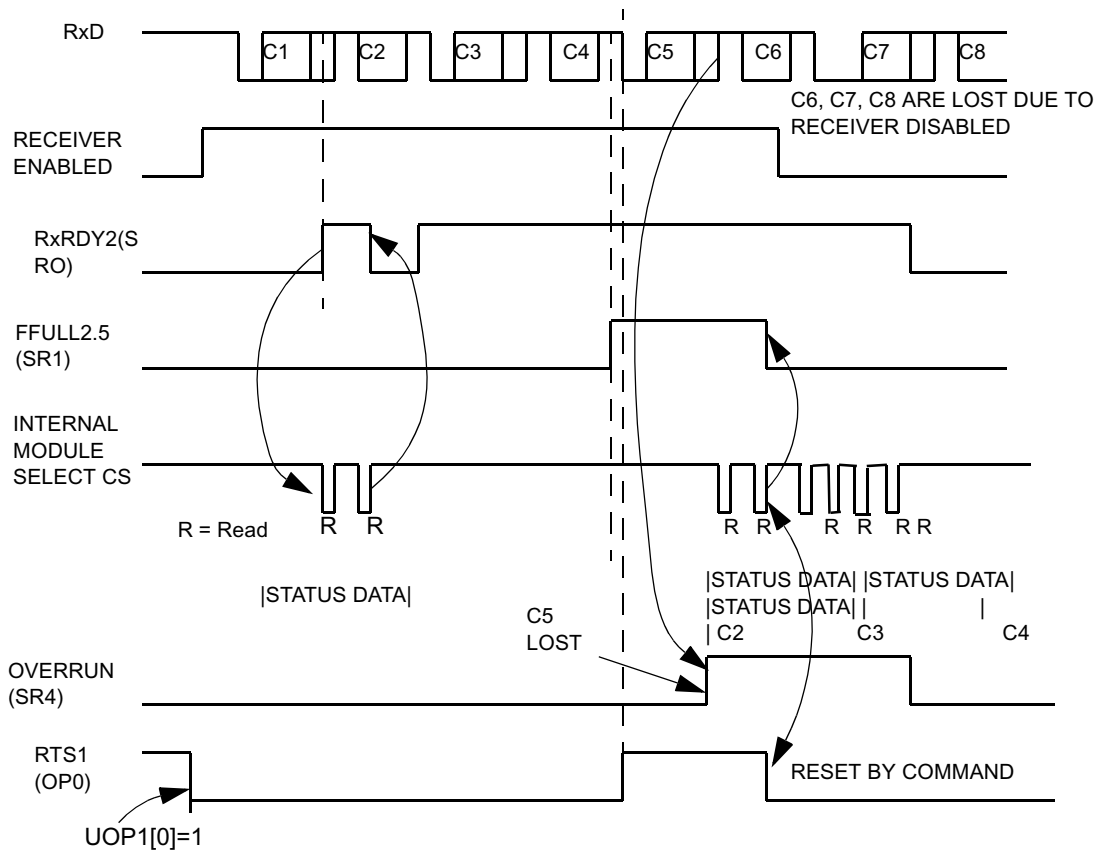 RxD
C1
C2
C3
C4
C5
C6
C7
C8
C6, C7, C8 ARE LOST DUE TO
RECEIVER DISABLED
RECEIVER
ENABLED
RxRDY2(S
RO)
FFULL2.5
(SR1)
INTERNAL
MODULE
SELECT CS
R = Read
R
R
R
R
R
R
R R
|STATUS DATA|
|STATUS DATA| |STATUS DATA|
|STATUS DATA| | |
| C2 C3 C4
C5
LOST
OVERRUN
(SR4)
RTS1
(OP0)
RESET BY COMMAND
UOP1[0]=1